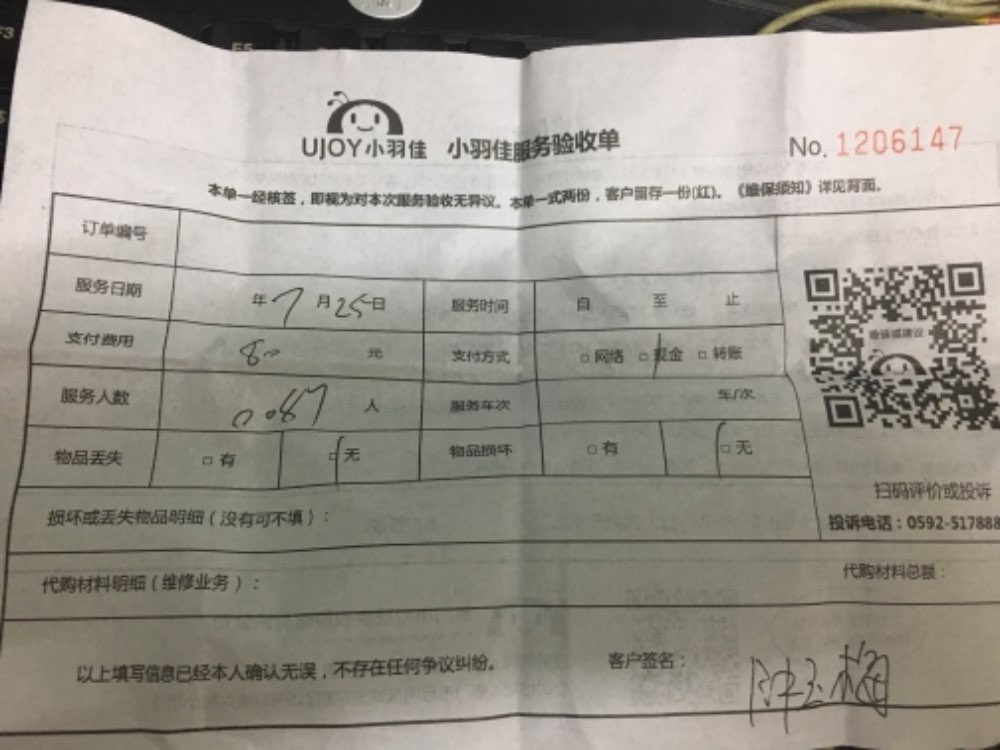 UJOY小羽佳 小羽佳服务验收单 No. 1206147
本单一经核签，即视为对本次服务验收无异议。本单一式两份，客户留存一份(红)。《维保须知》详见背面。
订单编号
服务日期 年7月25日 服务时间 自 至 止
支付费用 80 元 支付方式 □网络 □现金 □转账
服务人数 0087 人 服务车次 车/次
物品丢失 □有 □无 物品损坏 □有 □无
扫码评价或投诉
损坏或丢失物品明细（没有可不填）：
投诉电话：0592-517888
代购材料明细（维修业务）： 代购材料总额：
以上填写信息已经本人确认无误，不存在任何争议纠纷。 客户签名： 陈玉梅